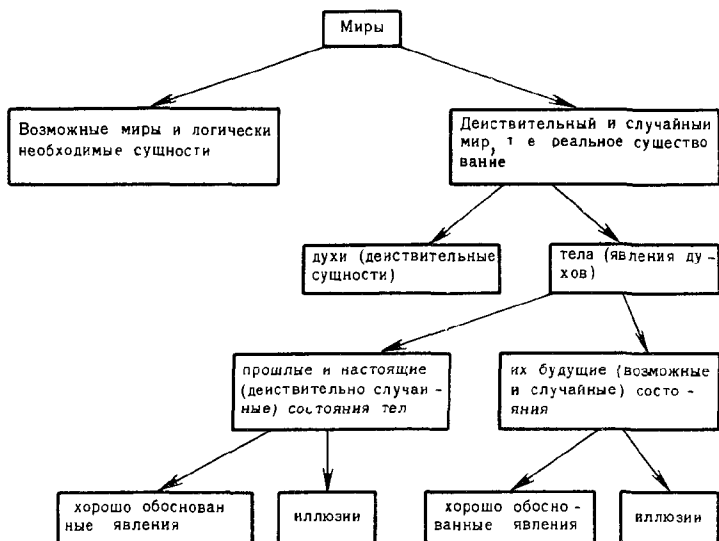 Миры
Возможные миры и логически
необходимые сущности
Деиствительный и случайный
мир, т е реальное существо
вание
духи (действительные
сущности)
тела (явления ду-
хов)
прошлые и настоящие
(действительно случаи-
ные) состояния тел
их будущие (возможные
и случайные) состо-
яния
хорошо обоснован
ные явления
иллюзии
хорошо обосно-
ванные явления
иллюзии